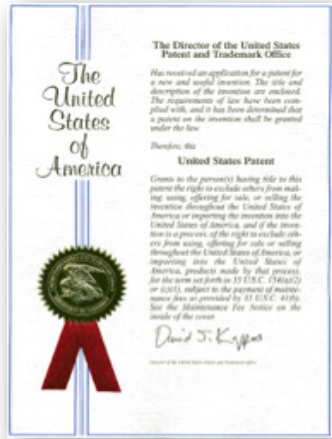 The
United
States
of
America
The Director of the United States
Patent and Trademark Office
Has received an application for a patent for
a new and useful invention. The title and
description of the invention are enclosed.
The requirements of law have been com-
plied with, and it has been determined that
a patent on the invention shall be granted
under the law.
Therefore, this
United States Patent
Grants to the person(s) having title to this
patent the right to exclude others from mak-
ing, using, offering for sale, or selling the
invention throughout the United States of
America or importing the invention into the
United States of America, and if the inven-
tion is a process, of the right to exclude oth-
ers from using, offering for sale or selling
throughout the United States of America, or
importing into the United States of
America, products made by that process,
for the term set forth in 35 U.S.C. 154(a)(2)
or (c)(1), subject to the payment of mainte-
nance fees as provided by 35 U.S.C. 41(b).
See the Maintenance Fee Notice on the
inside of the cover.
David J. Kappos
Director of the United States Patent and Trademark Office